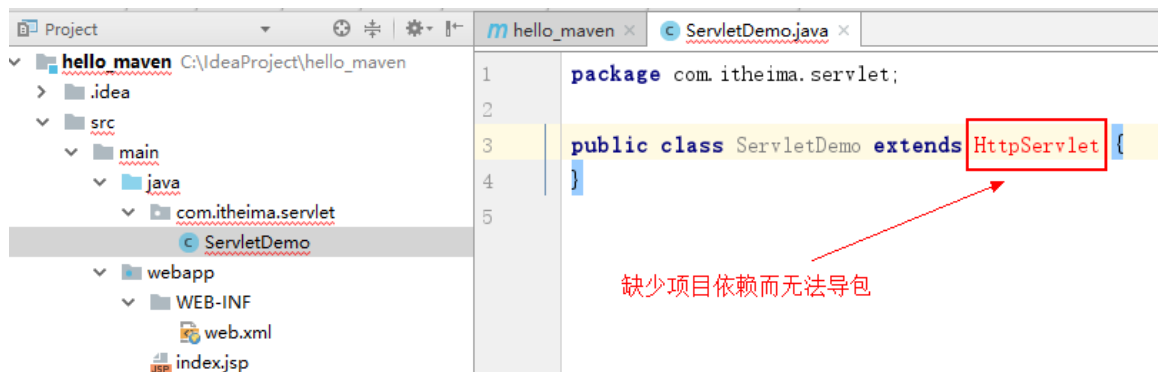 Project
hello_maven
ServletDemo.java
hello_maven C:\IdeaProject\hello_maven
.idea
src
main
java
com.itheima.servlet
ServletDemo
webapp
WEB-INF
web.xml
index.jsp
1 package com.itheima.servlet;
2
3 public class ServletDemo extends HttpServlet {
4 }
5
缺少项目依赖而无法导包